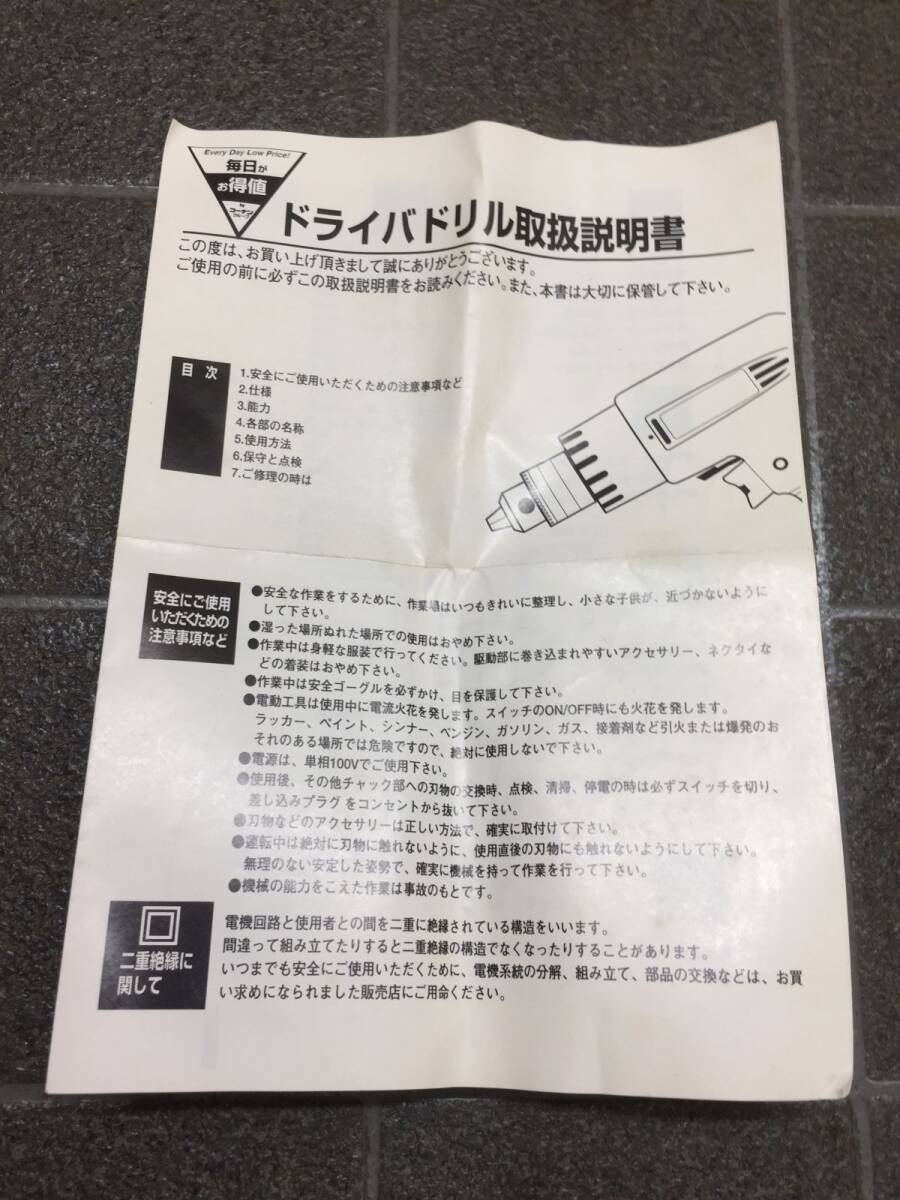 Every Day Low Price!
毎日が
お得値
by
コーナン
グループ
ドライバドリル取扱説明書
この度は、お買い上げ頂きまして誠にありがとうございます。
ご使用の前に必ずこの取扱説明書をお読みください。また、本書は大切に保管して下さい。
目 次
1.安全にご使用いただくための注意事項など
2.仕様
3.能力
4.各部の名称
5.使用方法
6.保守と点検
7.ご修理の時は
安全にご使用
いただくための
注意事項など
●安全な作業をするために、作業場はいつもきれいに整理し、小さな子供が、近づかないように
して下さい。
●湿った場所ぬれた場所での使用はおやめ下さい。
●作業中は身軽な服装で行ってください。駆動部に巻き込まれやすいアクセサリー、ネクタイな
どの着装はおやめ下さい。
●作業中は安全ゴーグルを必ずかけ、目を保護して下さい。
●電動工具は使用中に電流火花を発します。スイッチのON/OFF時にも火花を発します。
ラッカー、ペイント、シンナー、ベンジン、ガソリン、ガス、接着剤など引火または爆発のお
それのある場所では危険ですので、絶対に使用しないで下さい。
●電源は、単相100Vでご使用下さい。
●使用後、その他チャック部への刃物の交換時、点検、清掃、停電の時は必ずスイッチを切り、
差し込みプラグをコンセントから抜いて下さい。
●刃物などのアクセサリーは正しい方法で、確実に取付けて下さい。
●運転中は絶対に刃物に触れないように、使用直後の刃物にも触れないようにして下さい。
無理のない安定した姿勢で、確実に機械を持って作業を行って下さい。
●機械の能力をこえた作業は事故のもとです。
二重絶縁に
関して
電機回路と使用者との間を二重に絶縁されている構造をいいます。
間違って組み立てたりすると二重絶縁の構造でなくなったりすることがあります。
いつまでも安全にご使用いただくために、電機系統の分解、組み立て、部品の交換などは、お買
い求めになられました販売店にご用命ください。